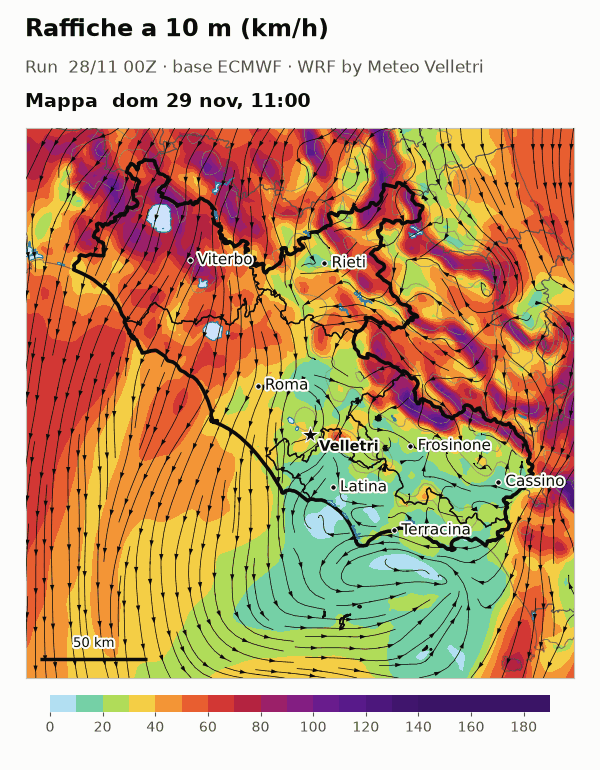 Raffiche a 10 m (km/h)
Run 28/11 00Z · base ECMWF · WRF by Meteo Velletri
Mappa dom 29 nov, 11:00
Viterbo
Rieti
Roma
Velletri
Frosinone
Cassino
Latina
Terracina
50 km
0 20 40 60 80 100 120 140 160 180